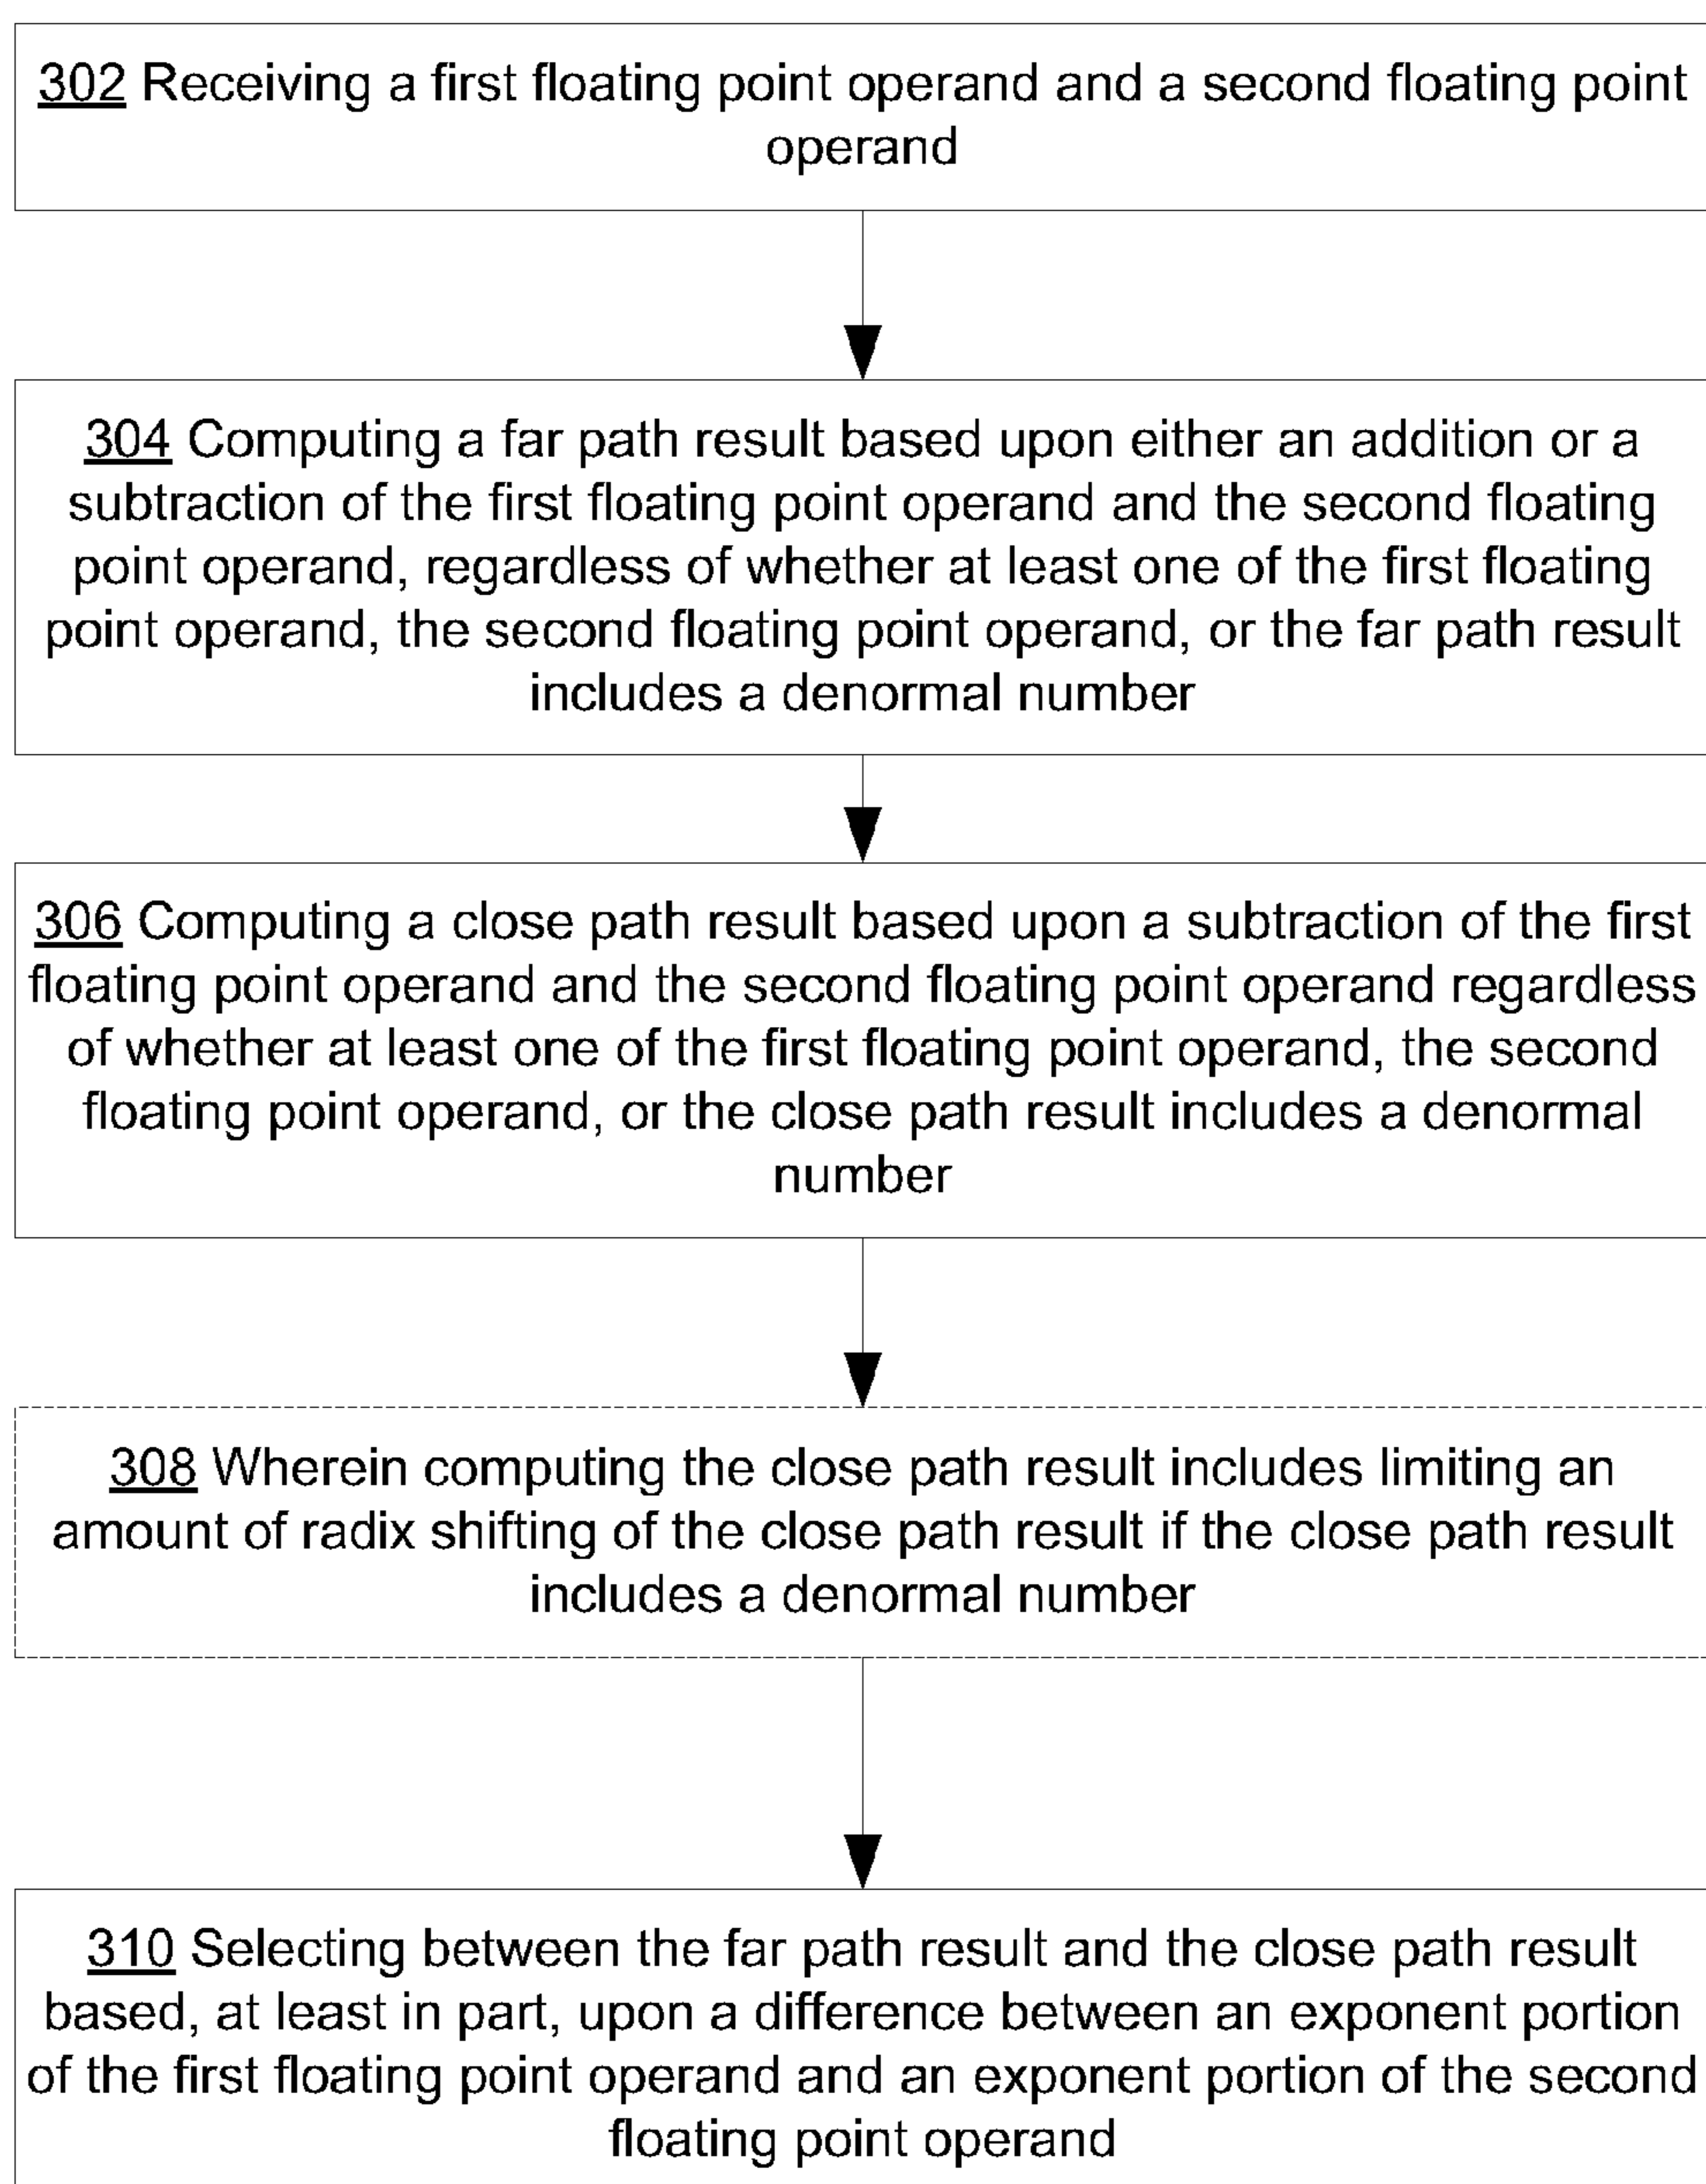 302 Receiving a first floating point operand and a second floating point
operand
304 Computing a far path result based upon either an addition or a
subtraction of the first floating point operand and the second floating
point operand, regardless of whether at least one of the first floating
point operand, the second floating point operand, or the far path result
includes a denormal number
306 Computing a close path result based upon a subtraction of the first
floating point operand and the second floating point operand regardless
of whether at least one of the first floating point operand, the second
floating point operand, or the close path result includes a denormal
number
308 Wherein computing the close path result includes limiting an
amount of radix shifting of the close path result if the close path result
includes a denormal number
310 Selecting between the far path result and the close path result
based, at least in part, upon a difference between an exponent portion
of the first floating point operand and an exponent portion of the second
floating point operand